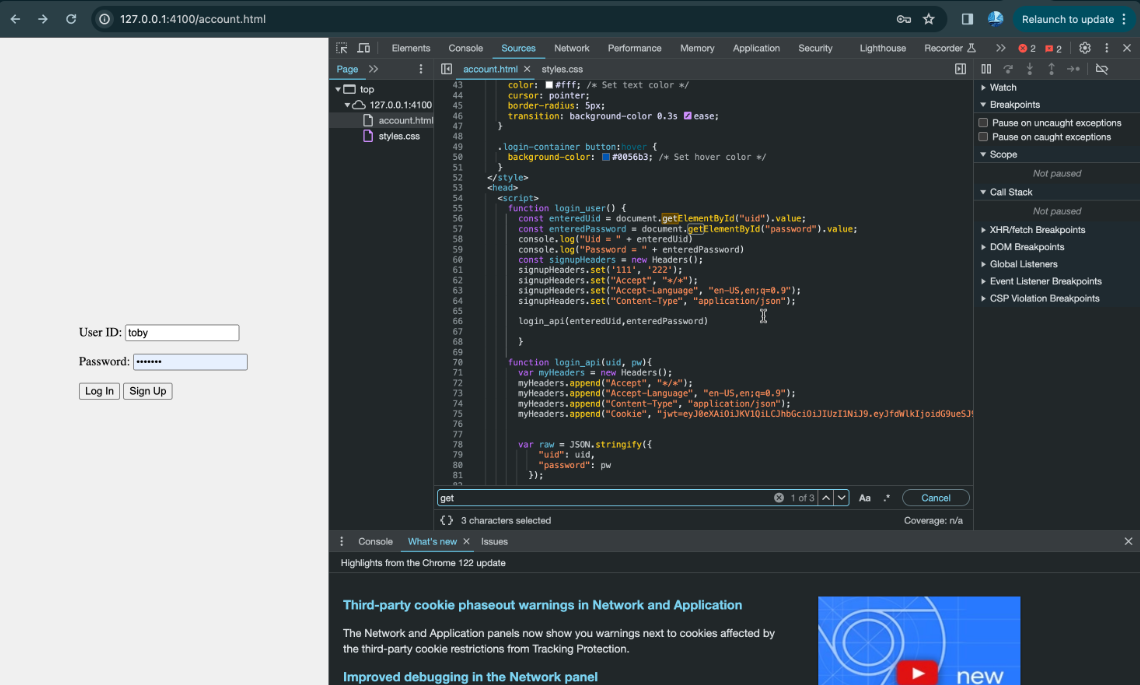 127.0.0.1:4100/account.html
Relaunch to update
Elements Console Sources Network Performance Memory Application Security Lighthouse Recorder 2 2
Page account.html styles.css
top
127.0.0.1:4100
account.html
styles.css
43 color: #fff; /* Set text color */
44 cursor: pointer;
45 border-radius: 5px;
46 transition: background-color 0.3s ease;
47 }
48
49 .login-container button:hover {
50 background-color: #0056b3; /* Set hover color */
51 }
52 </style>
53 <head>
54 <script>
55 function login_user() {
56 const enteredUid = document.getElementById("uid").value;
57 const enteredPassword = document.getElementById("password").value;
58 console.log("Uid = " + enteredUid)
59 console.log("Password = " + enteredPassword)
60 const signupHeaders = new Headers();
61 signupHeaders.set('111', '222');
62 signupHeaders.set("Accept", "*/*");
63 signupHeaders.set("Accept-Language", "en-US,en;q=0.9");
64 signupHeaders.set("Content-Type", "application/json");
65
66 login_api(enteredUid,enteredPassword)
67
68 }
69
70 function login_api(uid, pw){
71 var myHeaders = new Headers();
72 myHeaders.append("Accept", "*/*");
73 myHeaders.append("Accept-Language", "en-US,en;q=0.9");
74 myHeaders.append("Content-Type", "application/json");
75 myHeaders.append("Cookie", "jwt=eyJ0eXAiOiJKV1QiLCJhbGciOiJIUzI1NiJ9.eyJfdWlkIjoidG9ueSJ9
76
77
78 var raw = JSON.stringify({
79 "uid": uid,
80 "password": pw
81 });
82
get 1 of 3 Aa .* Cancel
{} 3 characters selected Coverage: n/a
Watch
Breakpoints
Pause on uncaught exceptions
Pause on caught exceptions
Scope
Not paused
Call Stack
Not paused
XHR/fetch Breakpoints
DOM Breakpoints
Global Listeners
Event Listener Breakpoints
CSP Violation Breakpoints
User ID: toby
Password: •••••••
Log In Sign Up
Console What's new Issues
Highlights from the Chrome 122 update
Third-party cookie phaseout warnings in Network and Application
The Network and Application panels now show you warnings next to cookies affected by
the third-party cookie restrictions from Tracking Protection.
Improved debugging in the Network panel
new